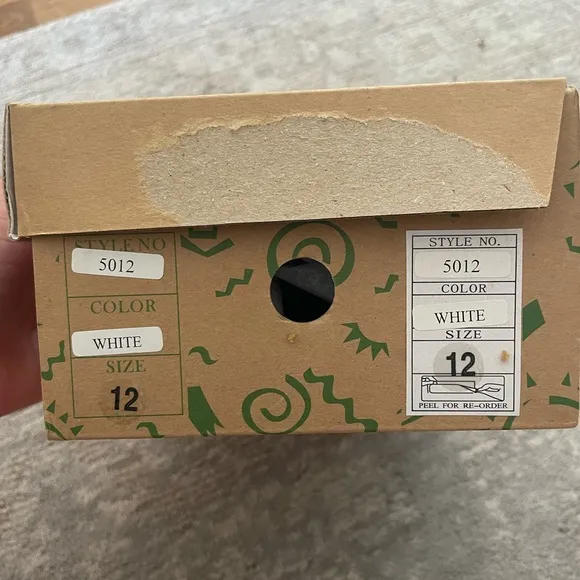 STYLE NO
5012
COLOR
WHITE
SIZE
12
STYLE NO.
5012
COLOR
WHITE
SIZE
12
PEEL FOR RE-ORDER